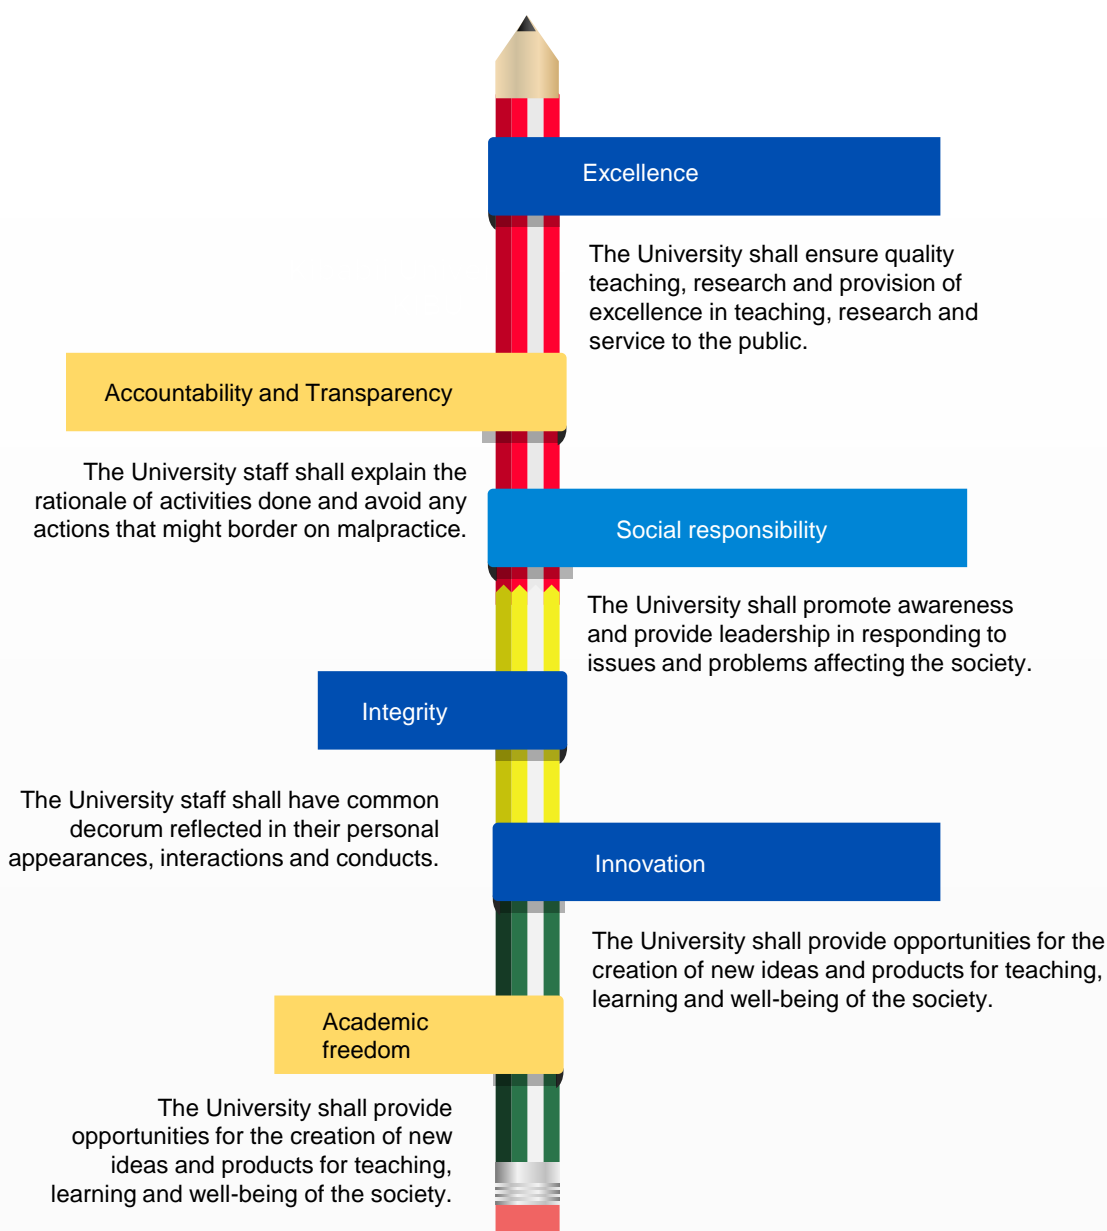 Excellence
The University shall ensure quality
teaching, research and provision of
excellence in teaching, research and
service to the public.
Accountability and Transparency
The University staff shall explain the
rationale of activities done and avoid any
actions that might border on malpractice.
Social responsibility
The University shall promote awareness
and provide leadership in responding to
issues and problems affecting the society.
Integrity
The University staff shall have common
decorum reflected in their personal
appearances, interactions and conducts.
Innovation
The University shall provide opportunities for the
creation of new ideas and products for teaching,
learning and well-being of the society.
Academic
freedom
The University shall provide
opportunities for the creation of new
ideas and products for teaching,
learning and well-being of the society.